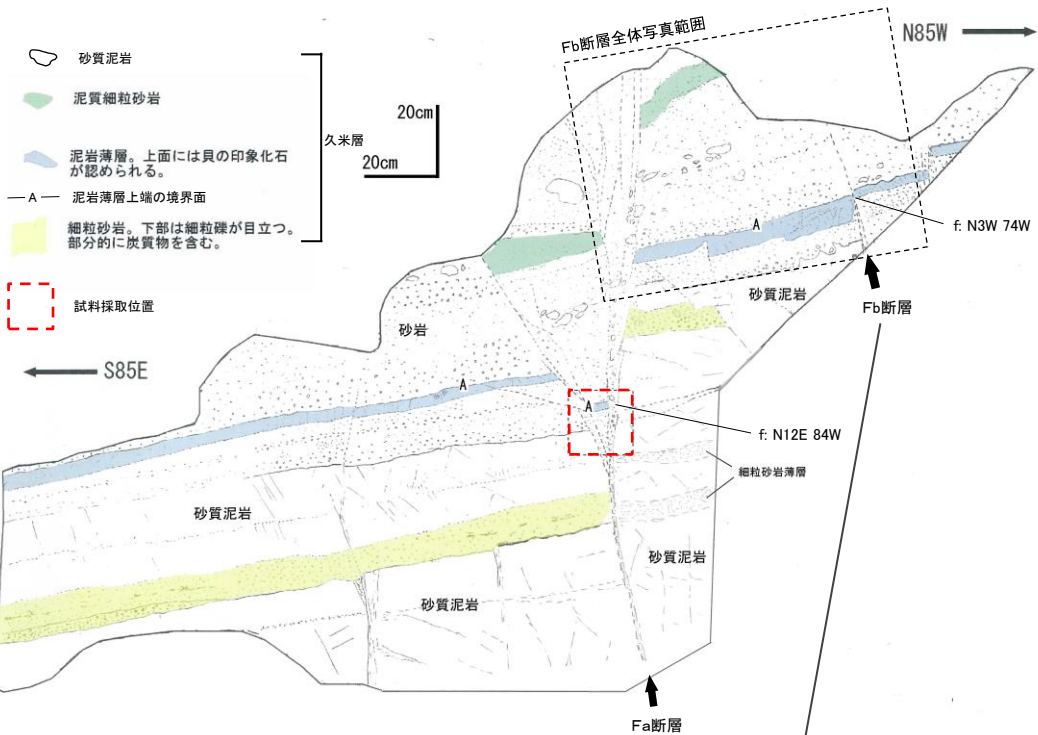 Fb断層全体写真範囲
N85W
砂質泥岩
泥質細粒砂岩
泥岩薄層。上面には貝の印象化石
が認められる。
A 泥岩薄層上端の境界面
細粒砂岩。下部は細粒礫が目立つ。
部分的に炭質物を含む。
久米層
試料採取位置
20cm
20cm
A
f: N3W 74W
砂質泥岩
Fb断層
砂岩
S85E
A
A
f: N12E 84W
細粒砂岩薄層
砂質泥岩
砂質泥岩
砂質泥岩
Fa断層